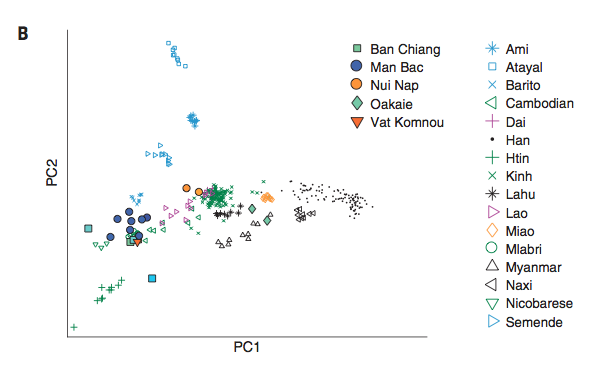 B
PC2
PC1
Ban Chiang
Man Bac
Nui Nap
Oakaie
Vat Komnou
Ami
Atayal
Barito
Cambodian
Dai
Han
Htin
Kinh
Lahu
Lao
Miao
Mlabri
Myanmar
Naxi
Nicobarese
Semende